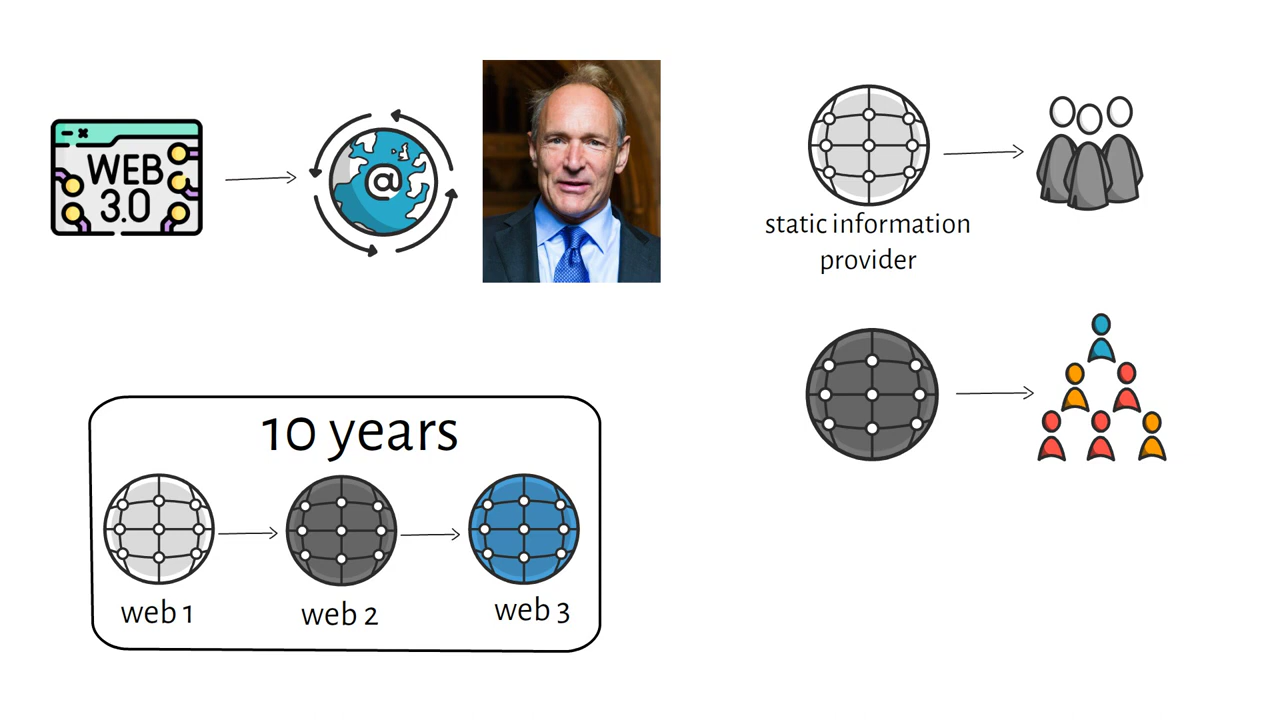 WEB
3.0
@
static information
provider
10 years
web 1
web 2
web 3